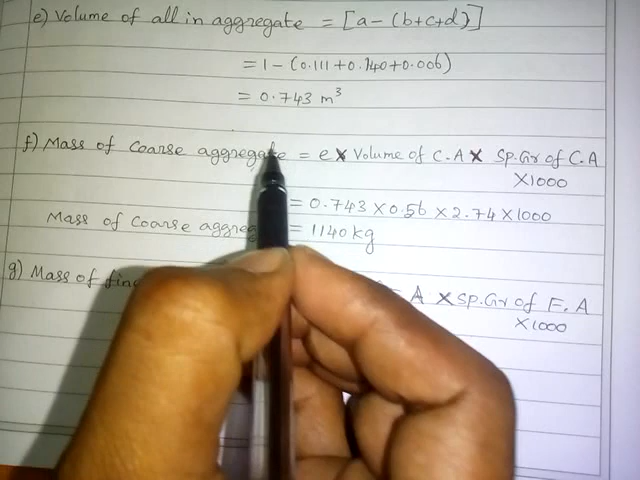 e) Volume of all in aggregate = [a - (b+c+d)]
= 1 - (0.111 + 0.140 + 0.006)
= 0.743 m³
f) Mass of Coarse aggregate = e × Volume of C.A × Sp.Gr of C.A
×1000
= 0.743 × 0.56 × 2.74 × 1000
Mass of Coarse = 1140 kg
g) Mass of A × Sp.Gr of F.A
×1000